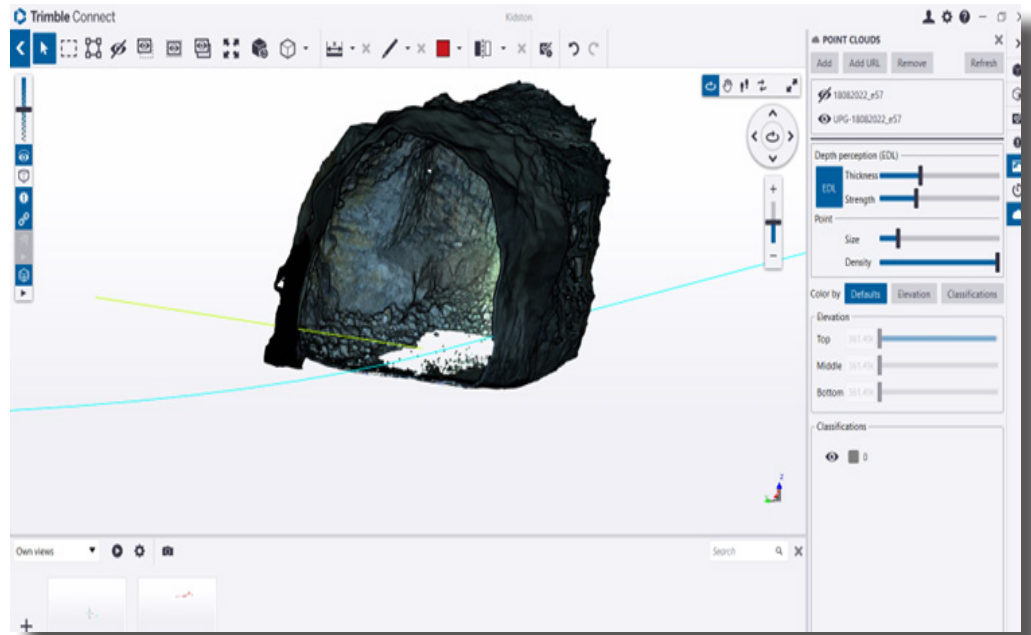 Trimble Connect
Kidston
POINT CLOUDS
Add Add URL Remove Refresh
18082022_e57
UPG-18082022_e57
Depth perception (EDL)
EDL
Thickness
Strength
Point
Size
Density
Color by Defaults Elevation Classifications
Elevation
Top
Middle
Bottom
Classifications
0
Own views
Search